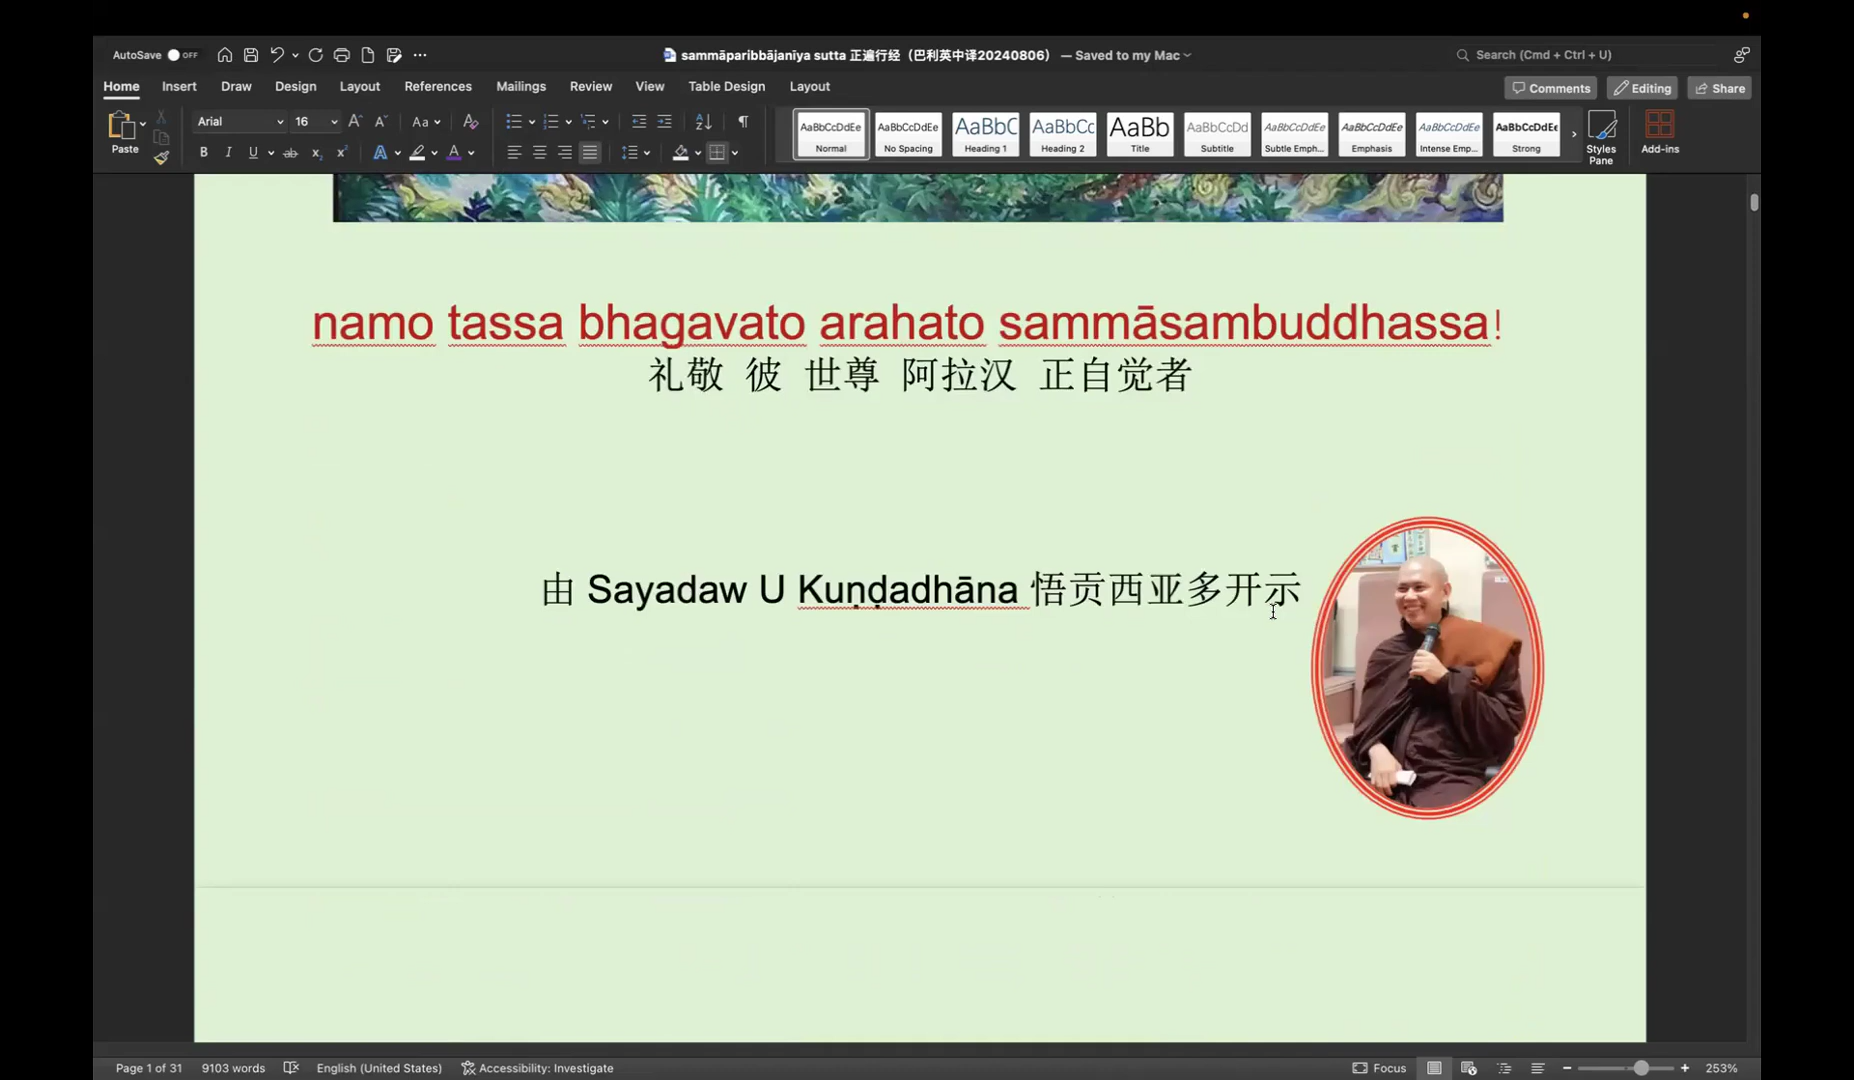 AutoSave OFF
sammāparibbājanīya sutta 正遍行经（巴利英中译20240806） — Saved to my Mac
Search (Cmd + Ctrl + U)
Home Insert Draw Design Layout References Mailings Review View Table Design Layout
Comments Editing Share
Paste
Arial 16
AaBbCcDdEe AaBbCcDdEe AaBbC AaBbCc AaBb AaBbCcDd AaBbCcDdEe AaBbCcDdEe AaBbCcDdEe AaBbCcDdEe
Normal No Spacing Heading 1 Heading 2 Title Subtitle Subtle Emph... Emphasis Intense Emp... Strong
Styles Pane
Add-ins
namo tassa bhagavato arahato sammāsambuddhassa!
礼敬 彼 世尊 阿拉汉 正自觉者
由 Sayadaw U Kuṇḍadhāna 悟贡西亚多开示
Page 1 of 31 9103 words English (United States) Accessibility: Investigate
Focus 253%